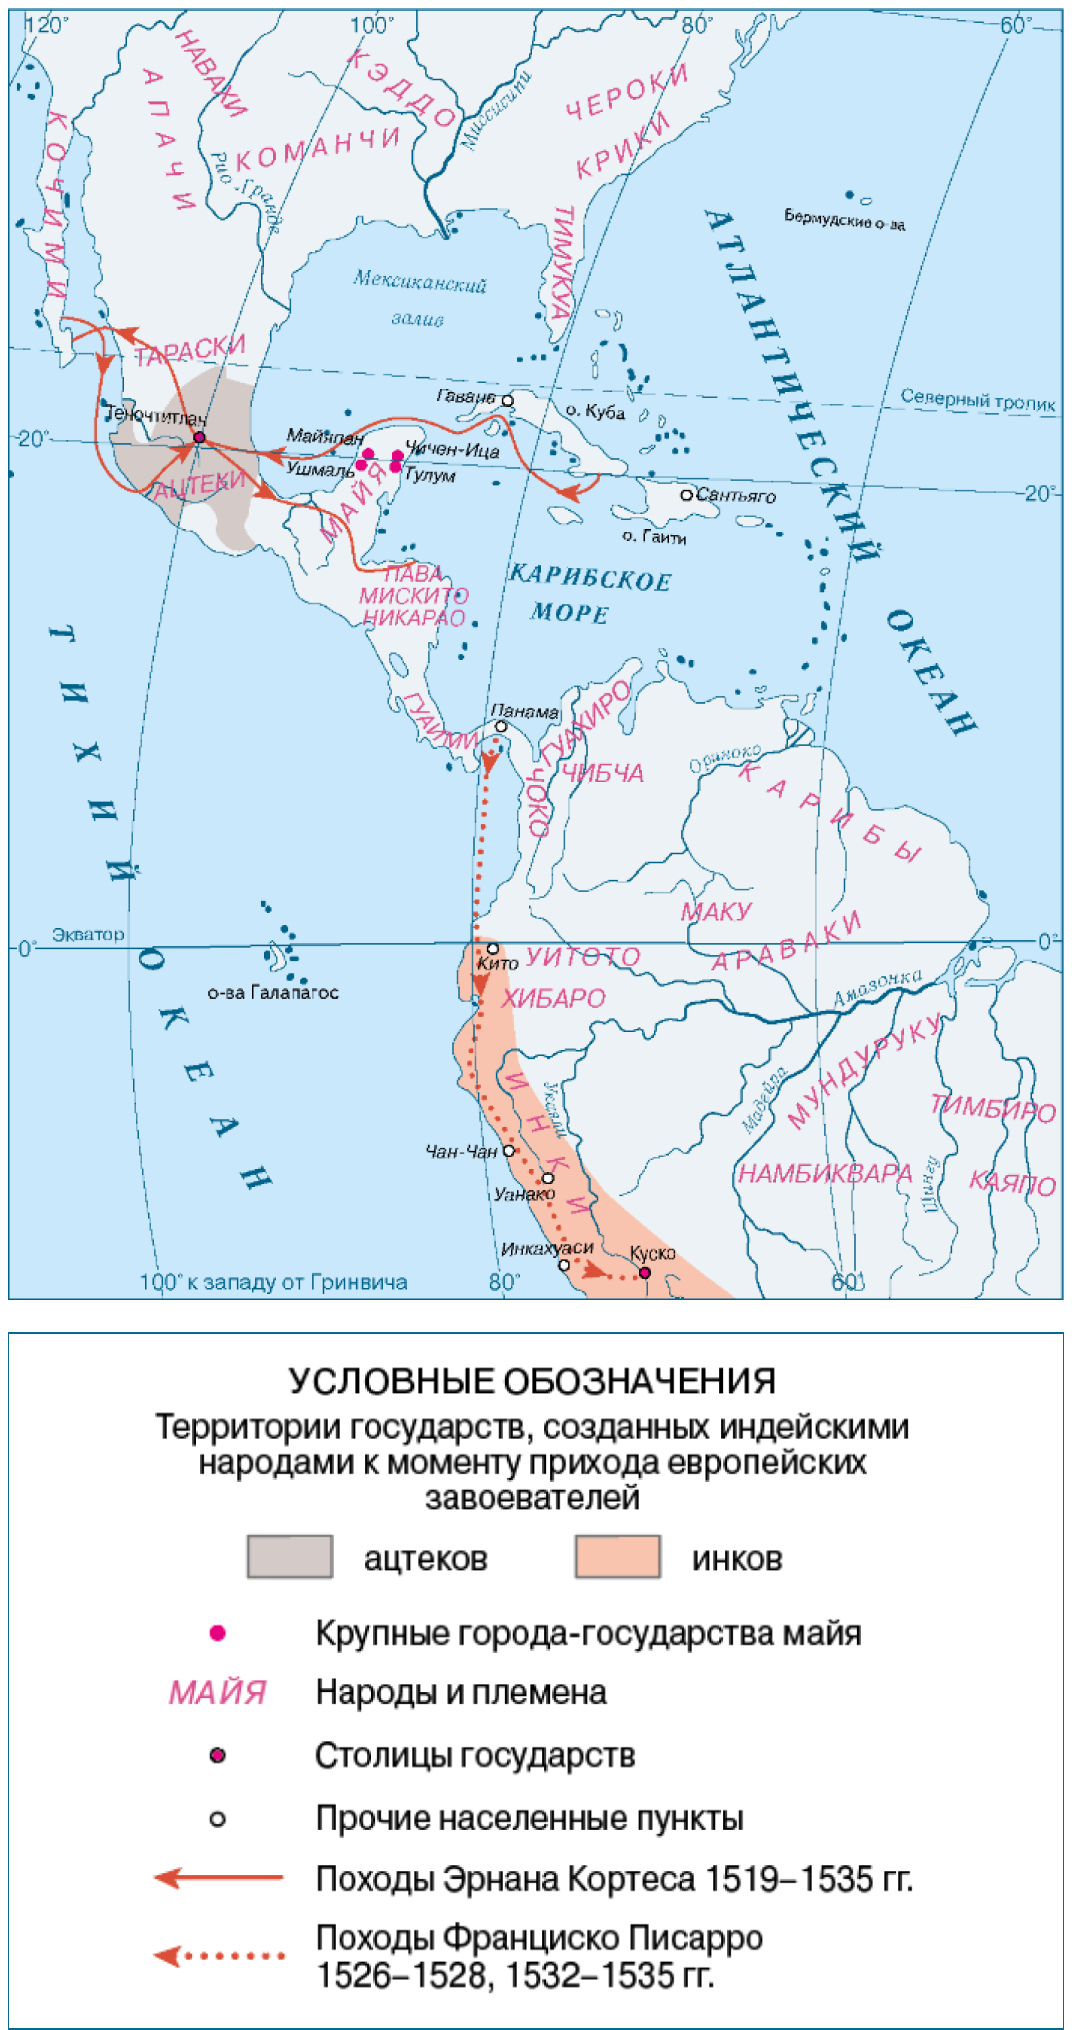 120°
100°
80°
60°
НАВАХИ
АПАЧИ
КЭДДО
Миссисипи
ЧЕРОКИ
КРИКИ
КОЧИМИ
КОМАНЧИ
Рио-Гранде
Бермудские о-ва
ТИМУКУА
Мексиканский
залив
АТЛАНТИЧЕСКИЙ
ОКЕАН
ТАРАСКИ
Северный тропик
Гавана
о. Куба
Теночтитлан
20°
Майяпан
Чичен-Ица
Ушмаль
Тулум
АЦТЕКИ
МАЙЯ
Сантьяго
20°
о. Гаити
ПАВА
МИСКИТО
НИКАРАО
КАРИБСКОЕ
МОРЕ
ТИХИЙ
ОКЕАН
ГУАИМИ
Панама
ГУАХИРО
ЧИБЧА
ЧОКО
Ориноко
КАРИБЫ
МАКУ
АРАВАКИ
0°
Экватор
0°
Кито
УИТОТО
ХИБАРО
о-ва Галапагос
Амазонка
ИНКИ
Укаяли
Мадейра
МУНДУРУКУ
ТИМБИРО
Чан-Чан
Уанако
НАМБИКВАРА
Шингу
КАЯПО
Инкахуаси
Куско
100° к западу от Гринвича
80°
60°
УСЛОВНЫЕ ОБОЗНАЧЕНИЯ
Территории государств, созданных индейскими
народами к моменту прихода европейских
завоевателей
ацтеков
инков
Крупные города-государства майя
МАЙЯ
Народы и племена
Столицы государств
Прочие населенные пункты
Походы Эрнана Кортеса 1519–1535 гг.
Походы Франциско Писарро
1526–1528, 1532–1535 гг.